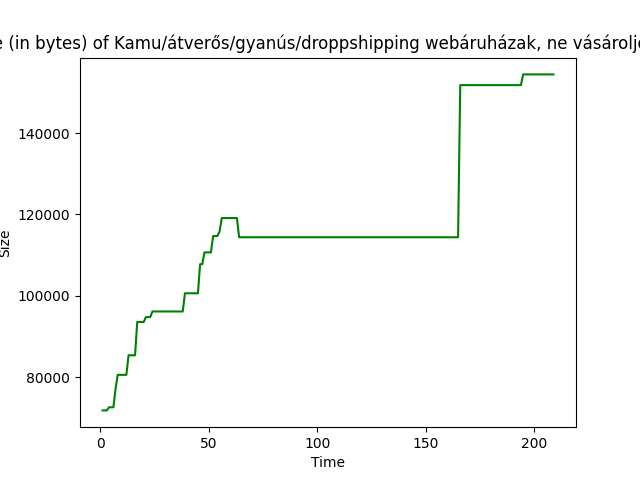 (in bytes) of Kamu/átverős/gyanús/droppshipping webáruházak, ne
140000
120000
100000
80000
Size
0 50 100 150 200
Time